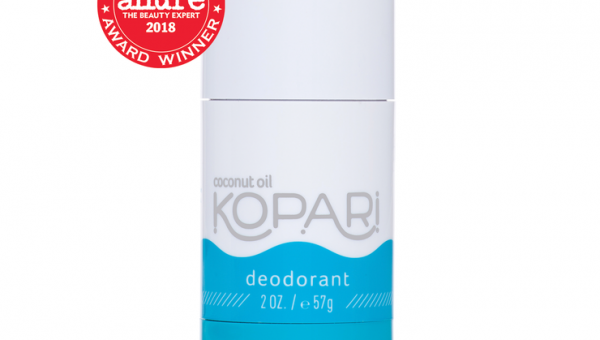 allure
THE BEAUTY EXPERT
2018
AWARD WINNER
coconut oil
KOPARI
deodorant
2 OZ. / ℮ 57g